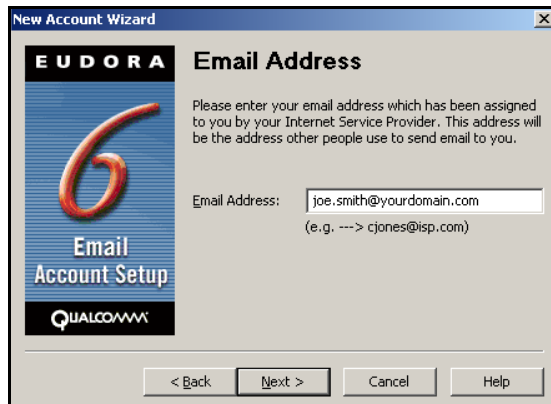 New Account Wizard
EUDORA
6
Email
Account Setup
QUALCOMM
Email Address
Please enter your email address which has been assigned
to you by your Internet Service Provider. This address will
be the address other people use to send email to you.
Email Address: joe.smith@yourdomain.com
(e.g. ---> cjones@isp.com)
< Back Next > Cancel Help